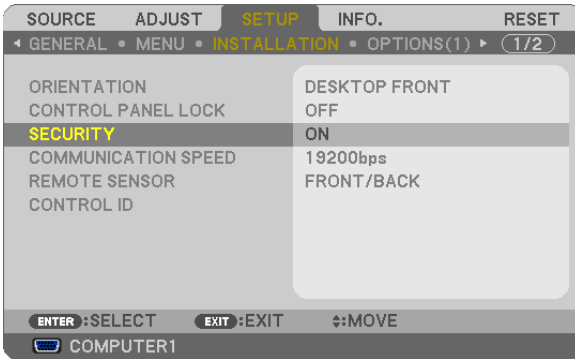 SOURCE ADJUST SETUP INFO. RESET
◂ GENERAL • MENU • INSTALLATION • OPTIONS(1) ▸ 1/2
ORIENTATION DESKTOP FRONT
CONTROL PANEL LOCK OFF
SECURITY ON
COMMUNICATION SPEED 19200bps
REMOTE SENSOR FRONT/BACK
CONTROL ID
ENTER :SELECT EXIT :EXIT :MOVE
COMPUTER1